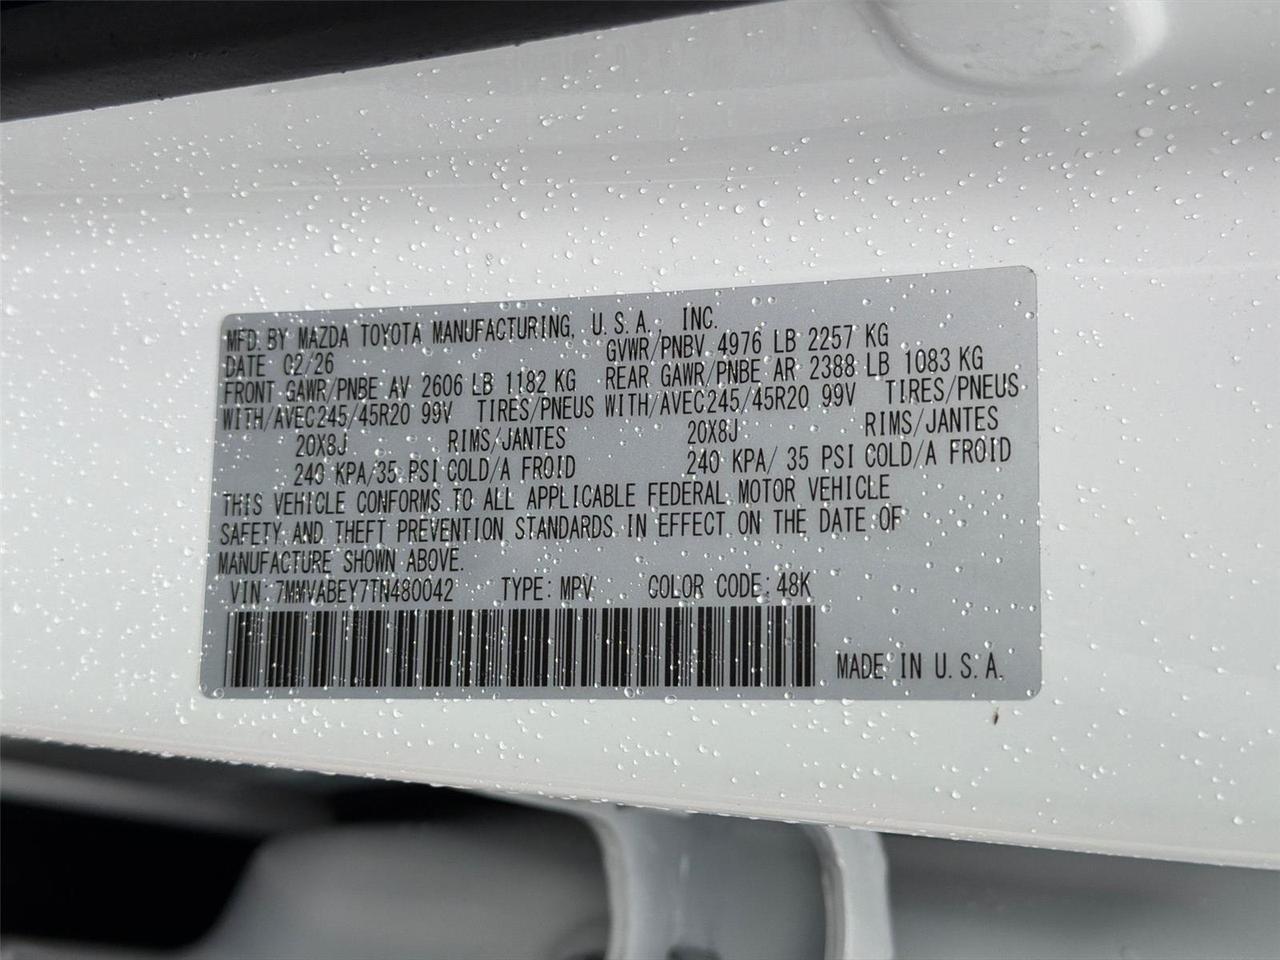 MFD. BY MAZDA TOYOTA MANUFACTURING, U.S.A., INC.
DATE 02/26 GVWR/PNBV 4976 LB 2257 KG
FRONT GAWR/PNBE AV 2606 LB 1182 KG REAR GAWR/PNBE AR 2388 LB 1083 KG
WITH/AVEC245/45R20 99V TIRES/PNEUS WITH/AVEC245/45R20 99V TIRES/PNEUS
20X8J RIMS/JANTES 20X8J RIMS/JANTES
240 KPA/35 PSI COLD/A FROID 240 KPA/ 35 PSI COLD/A FROID
THIS VEHICLE CONFORMS TO ALL APPLICABLE FEDERAL MOTOR VEHICLE
SAFETY AND THEFT PREVENTION STANDARDS IN EFFECT ON THE DATE OF
MANUFACTURE SHOWN ABOVE.
VIN:7MMVABEY7TN480042 TYPE:MPV COLOR CODE:48K
MADE IN U.S.A.